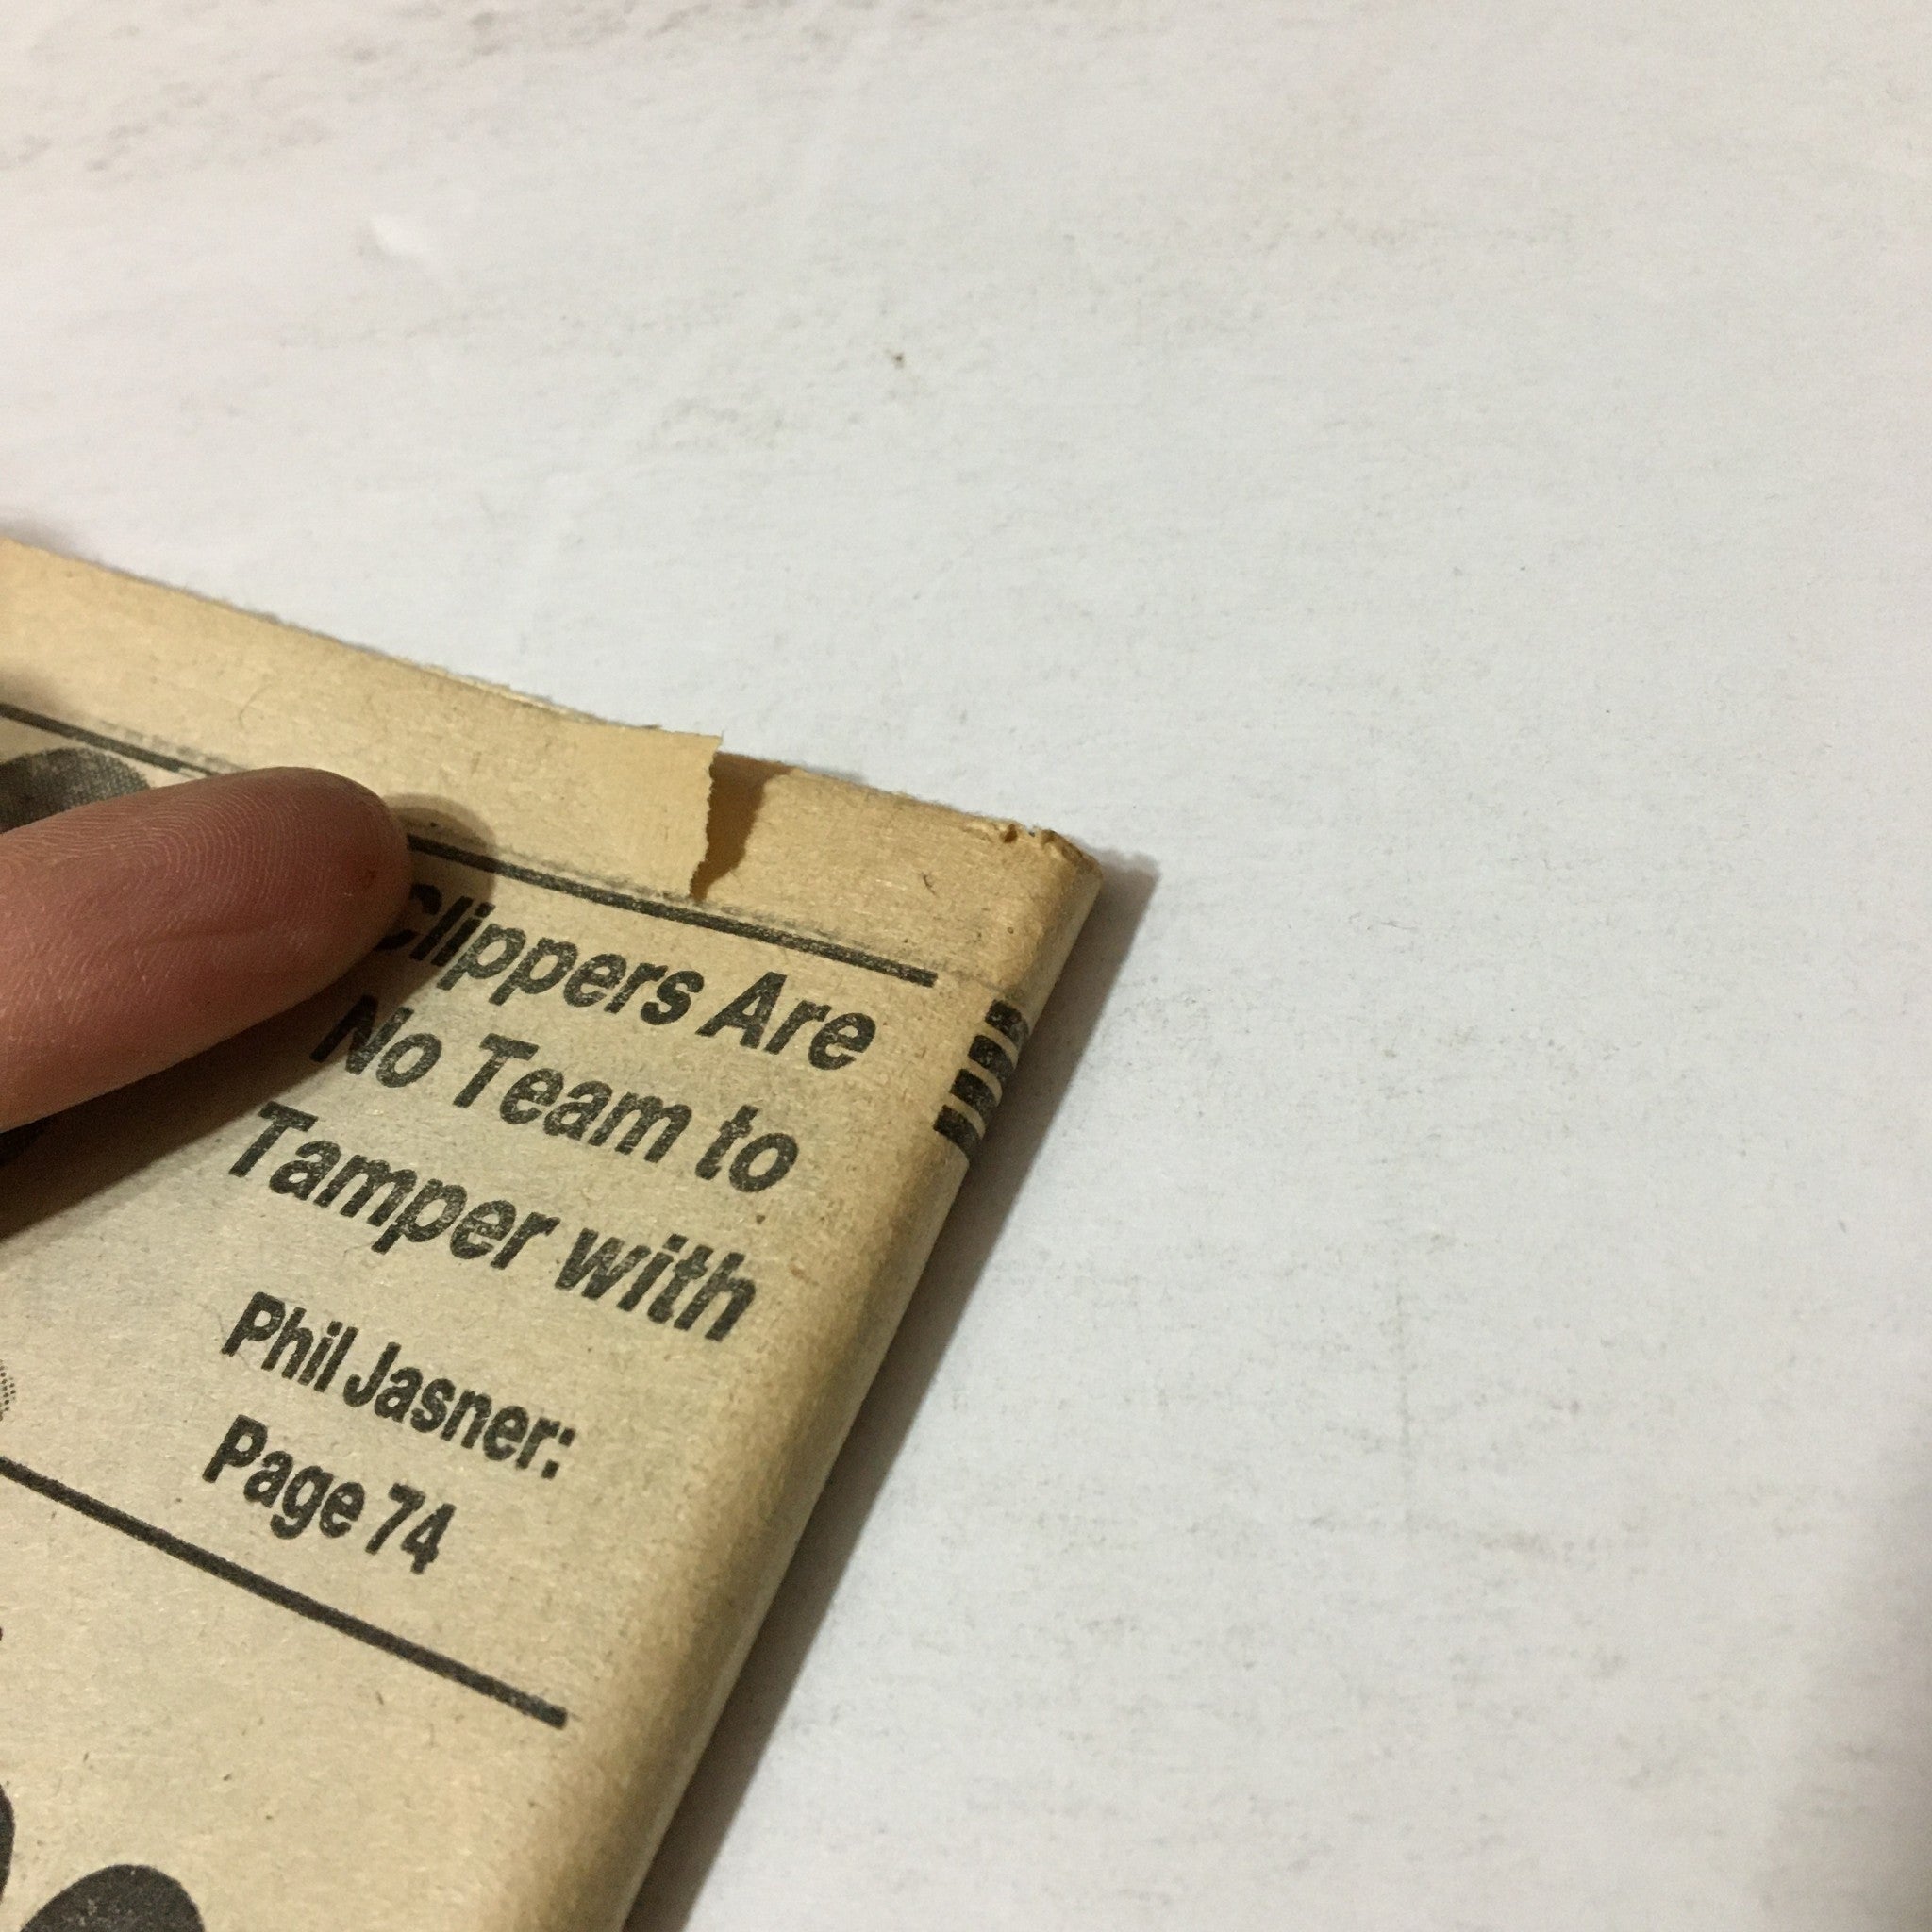 Clippers Are
No Team to
Tamper with
Phil Jasner:
Page 74